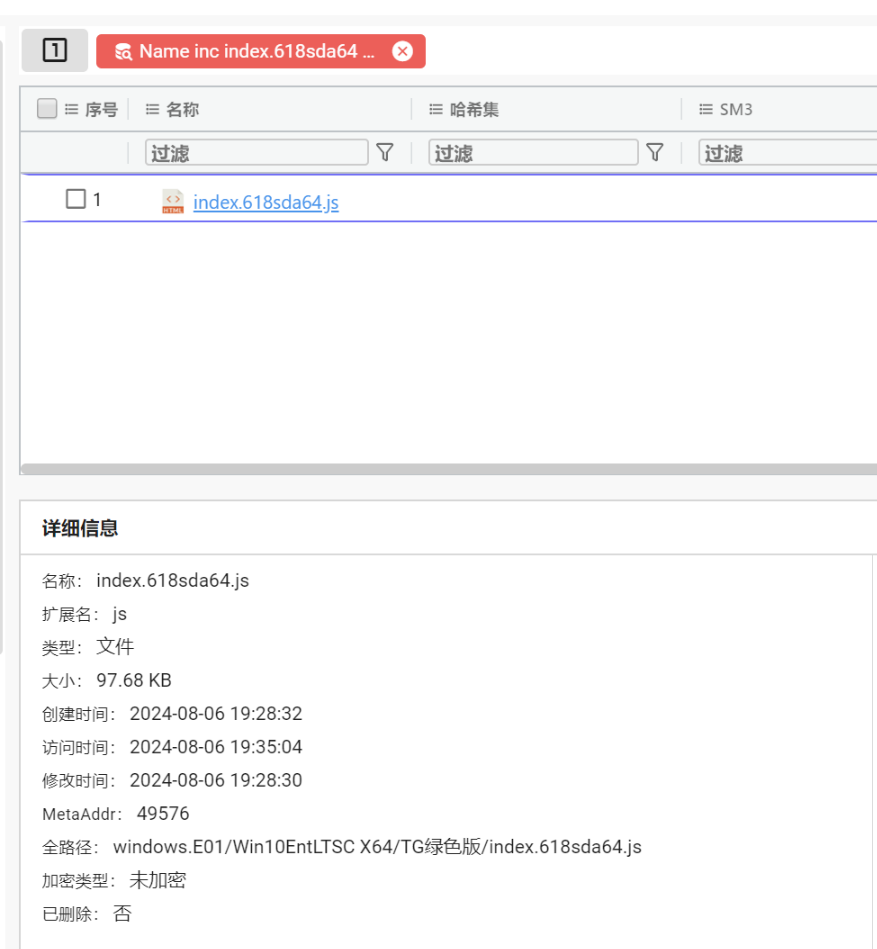 1 Name inc index.618sda64 ...
序号 名称 哈希集 SM3
过滤 过滤 过滤
1 index.618sda64.js
详细信息
名称： index.618sda64.js
扩展名： js
类型： 文件
大小： 97.68 KB
创建时间： 2024-08-06 19:28:32
访问时间： 2024-08-06 19:35:04
修改时间： 2024-08-06 19:28:30
MetaAddr： 49576
全路径： windows.E01/Win10EntLTSC X64/TG绿色版/index.618sda64.js
加密类型： 未加密
已删除： 否